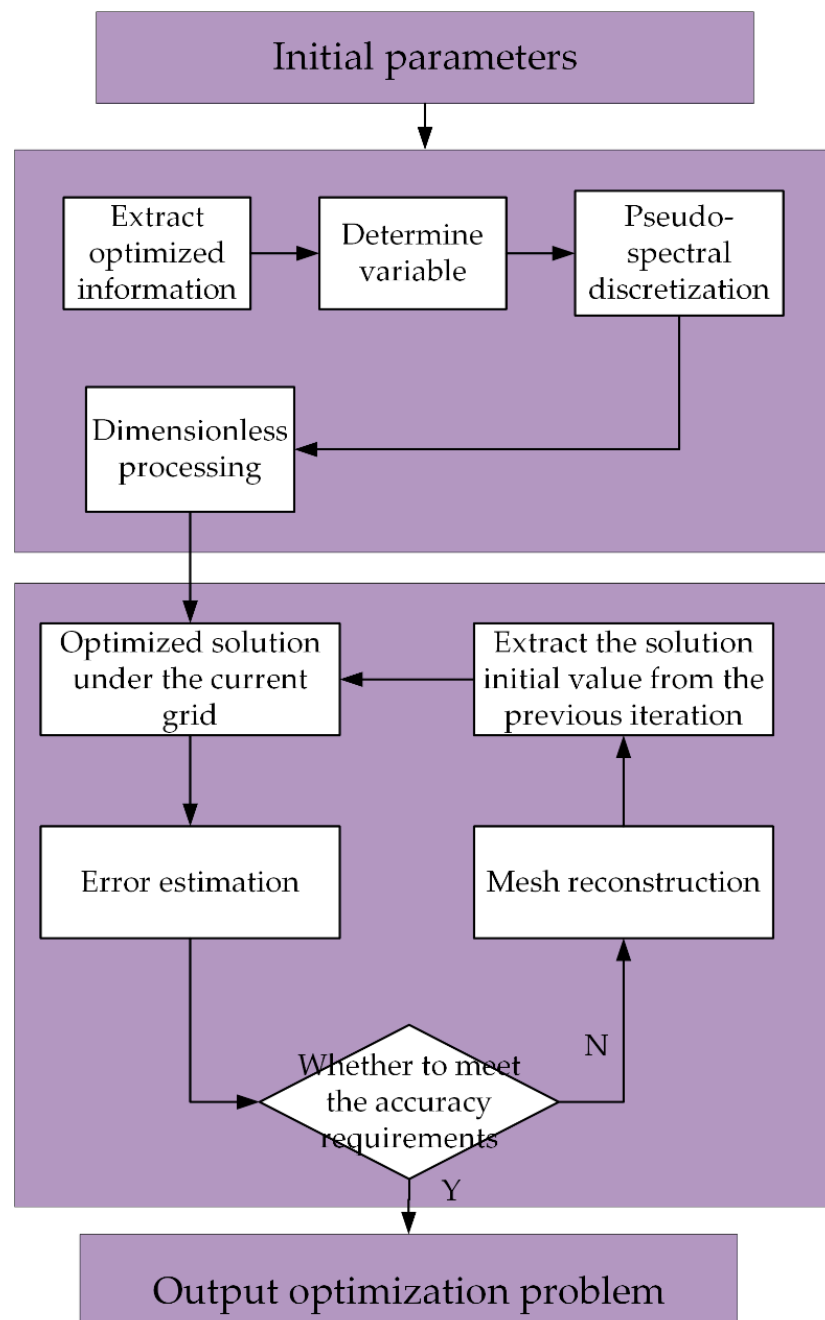 Initial parameters
Extract
optimized
information
Determine
variable
Pseudo-
spectral
discretization
Dimensionless
processing
Optimized solution
under the current
grid
Extract the solution
initial value from the
previous iteration
Error estimation
Mesh reconstruction
Whether to meet
the accuracy
requirements
N
Y
Output optimization problem